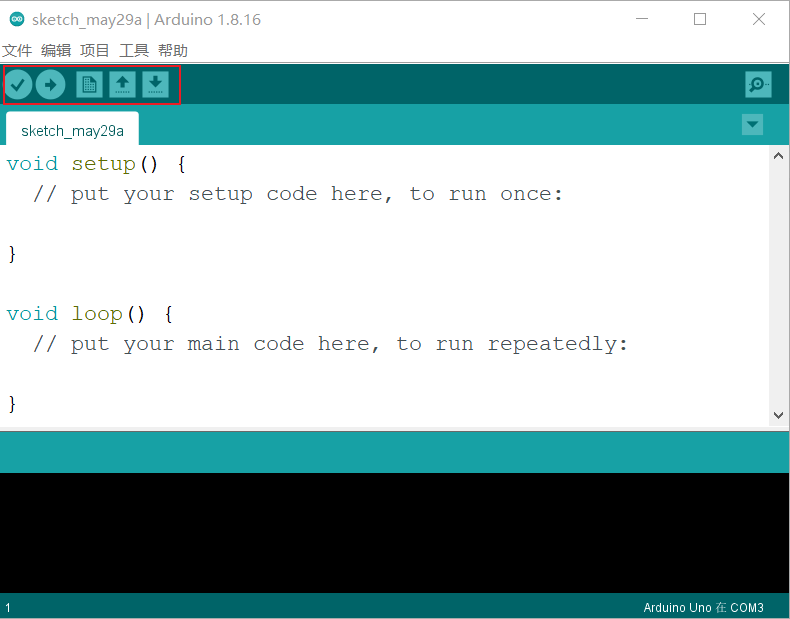 sketch_may29a | Arduino 1.8.16
文件 编辑 项目 工具 帮助
sketch_may29a
void setup() {
  // put your setup code here, to run once:
}
void loop() {
  // put your main code here, to run repeatedly:
}
1
Arduino Uno 在 COM3